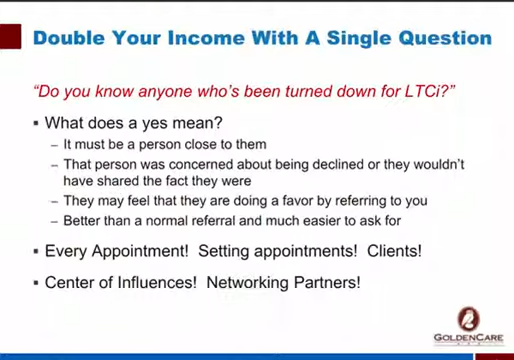 Double Your Income With A Single Question
“Do you know anyone who’s been turned down for LTCi?”
▪ What does a yes mean?
– It must be a person close to them
– That person was concerned about being declined or they wouldn’t
have shared the fact they were
– They may feel that they are doing a favor by referring to you
– Better than a normal referral and much easier to ask for
▪ Every Appointment!  Setting appointments!  Clients!
▪ Center of Influences!  Networking Partners!
GOLDENCARE